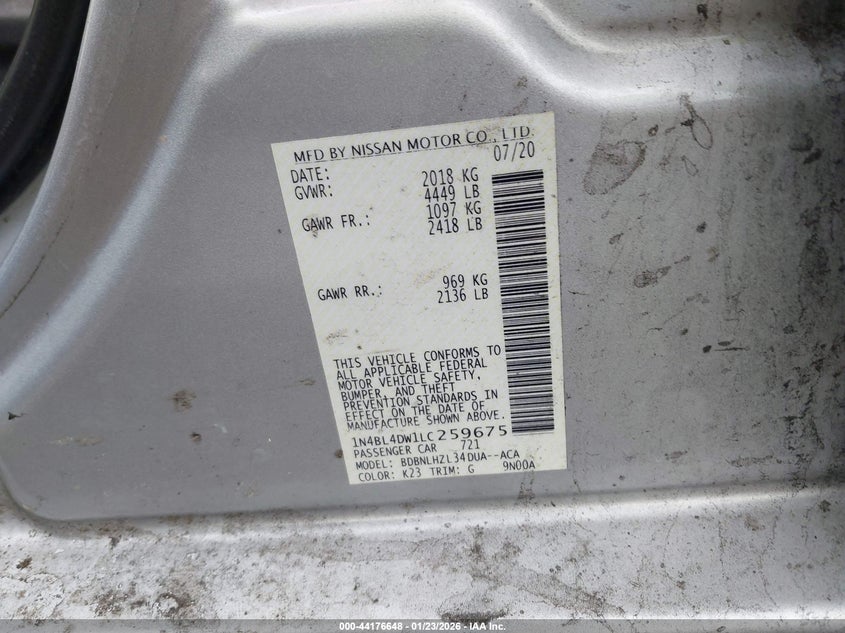 MFD BY NISSAN MOTOR CO., LTD.
DATE: 07/20
GVWR: 2018 KG
4449 LB
GAWR FR.: 1097 KG
2418 LB
GAWR RR.: 969 KG
2136 LB
THIS VEHICLE CONFORMS TO
ALL APPLICABLE FEDERAL
MOTOR VEHICLE SAFETY,
BUMPER, AND THEFT
PREVENTION STANDARDS IN
EFFECT ON THE DATE OF
MANUFACTURE SHOWN ABOVE.
1N4BL4DW1LC259675
PASSENGER CAR 721
MODEL: BDBNLHZL34DUA--ACA
COLOR: K23 TRIM: G 9N00A
000-44176648 - 01/23/2026 - IAA Inc.